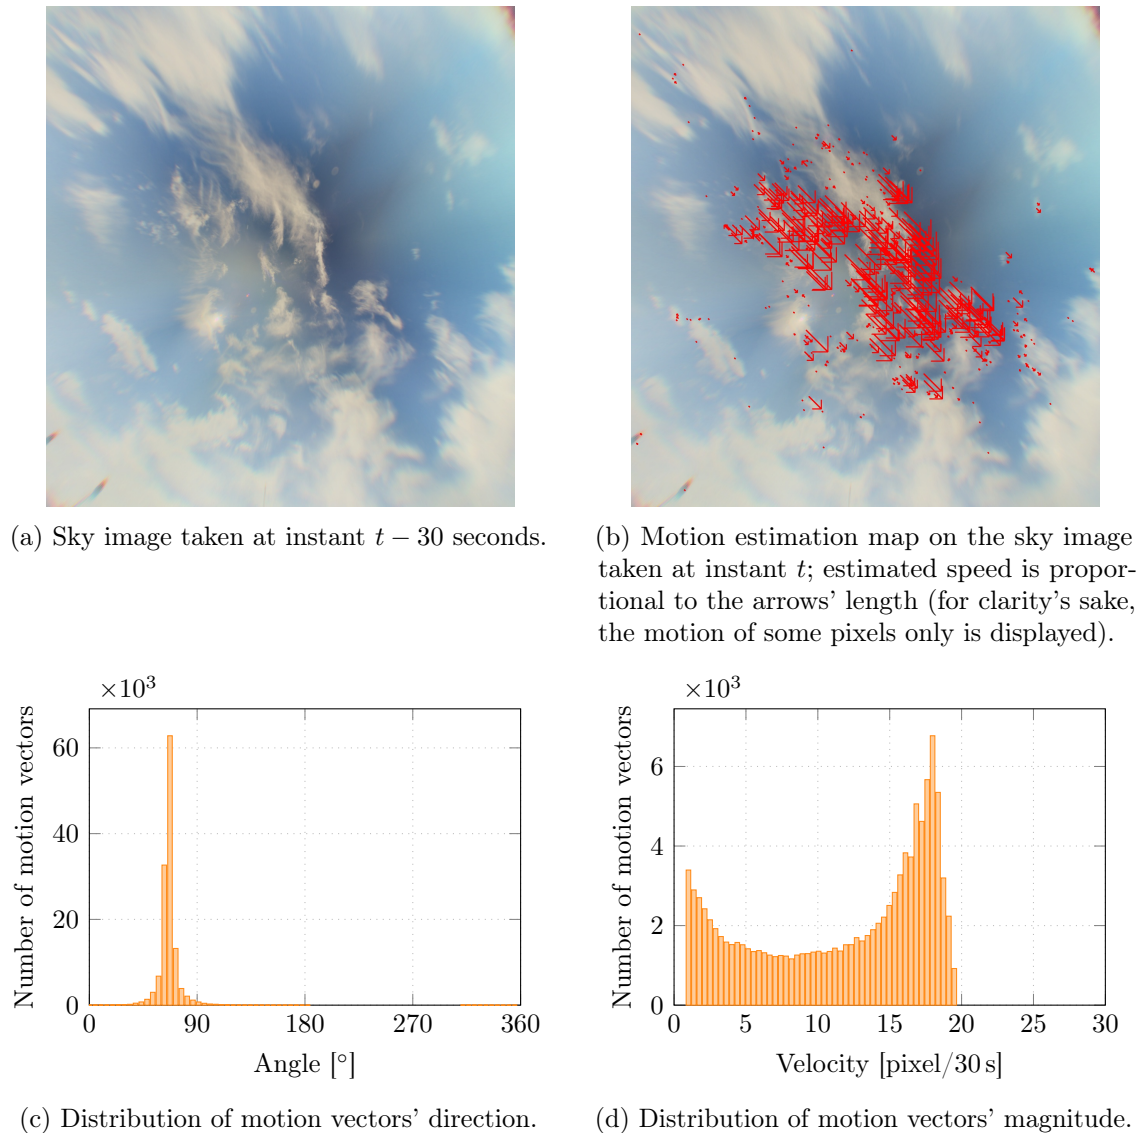 (a) Sky image taken at instant t − 30 seconds.
(b) Motion estimation map on the sky image
taken at instant t; estimated speed is propor-
tional to the arrows' length (for clarity's sake,
the motion of some pixels only is displayed).
×10³
Number of motion vectors
60
40
20
0
0 90 180 270 360
Angle [°]
(c) Distribution of motion vectors' direction.
×10³
Number of motion vectors
6
4
2
0
0 5 10 15 20 25 30
Velocity [pixel/30 s]
(d) Distribution of motion vectors' magnitude.